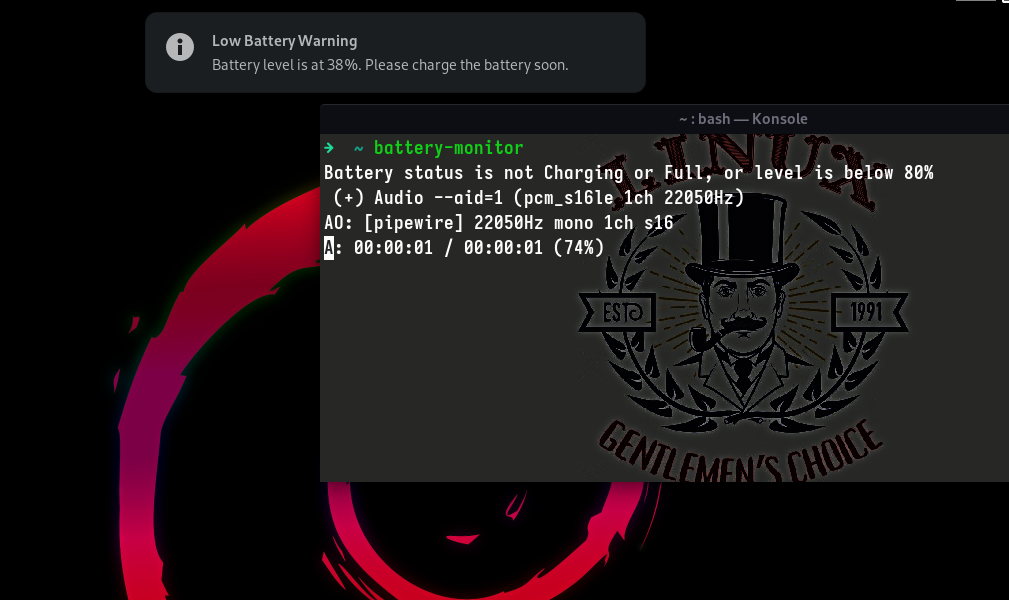 Low Battery Warning
Battery level is at 38%. Please charge the battery soon.
~ : bash — Konsole
➜ ~ battery-monitor
Battery status is not Charging or Full, or level is below 80%
(+) Audio --aid=1 (pcm_s16le 1ch 22050Hz)
AO: [pipewire] 22050Hz mono 1ch s16
A: 00:00:01 / 00:00:01 (74%)
LINUX
ESTD
1991
GENTLEMEN'S CHOICE